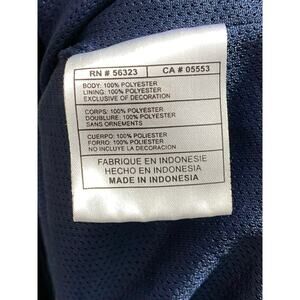 RN # 56323 CA # 05553
BODY: 100% POLYESTER
LINING: 100% POLYESTER
EXCLUSIVE OF DECORATION
CORPS: 100% POLYESTER
DOUBLURE: 100% POLYESTER
SANS ORNEMENTS
CUERPO: 100% POLIESTER
FORRO: 100% POLIESTER
NO INCLUYE LA DECORACION
FABRIQUE EN INDONESIE
HECHO EN INDONESIA
MADE IN INDONESIA